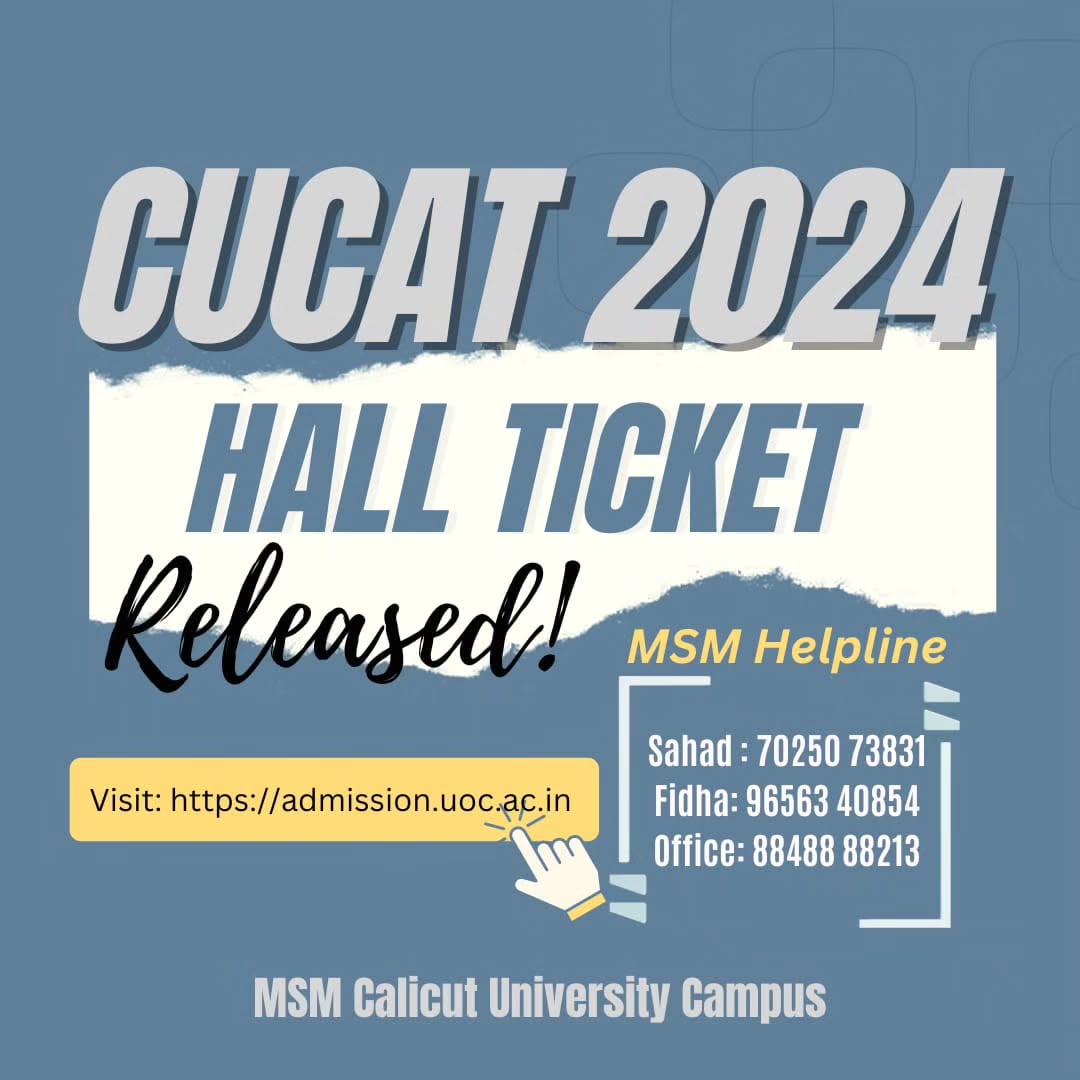 CUCAT 2024
HALL TICKET
Released!
MSM Helpline
Sahad : 70250 73831
Fidha: 96563 40854
Office: 88488 88213
Visit: https://admission.uoc.ac.in
MSM Calicut University Campus